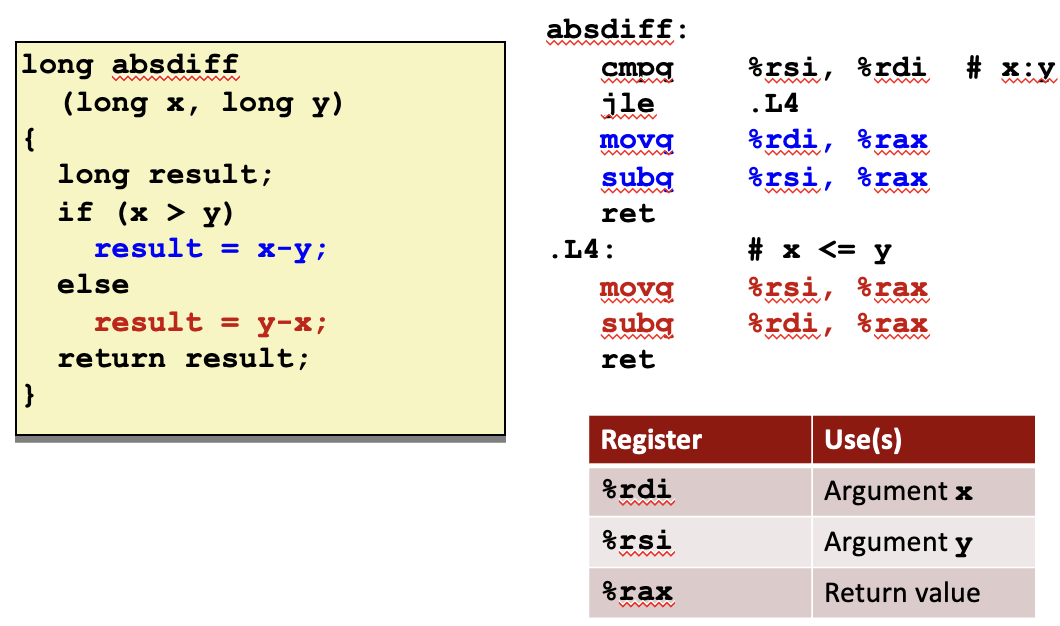 long absdiff
(long x, long y)
{
long result;
if (x > y)
result = x-y;
else
result = y-x;
return result;
}
absdiff:
cmpq %rsi, %rdi # x:y
jle .L4
movq %rdi, %rax
subq %rsi, %rax
ret
.L4: # x <= y
movq %rsi, %rax
subq %rdi, %rax
ret
Register Use(s)
%rdi Argument x
%rsi Argument y
%rax Return value